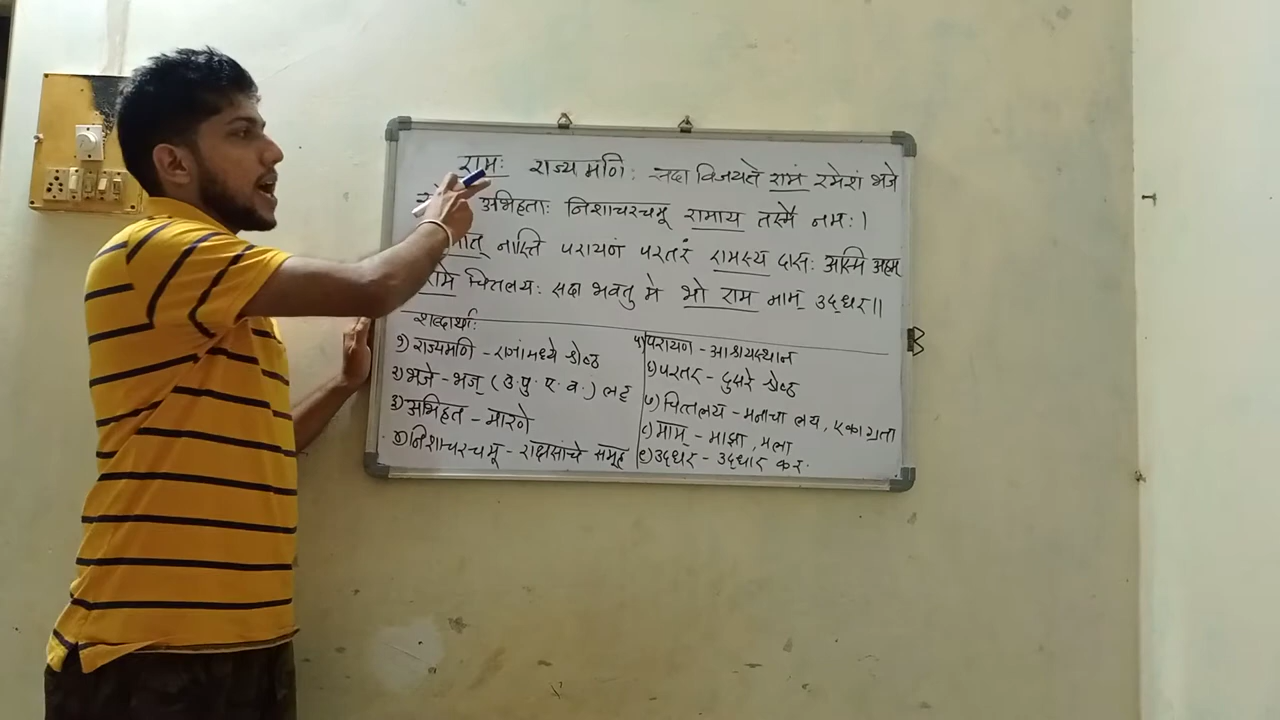 रामः राज्यमणिः सदा विजयते रामं रमेशं भजे
अभिहताः निशाचरचमू रामाय तस्मै नमः।
नास्ति परायणं परतरं रामस्य दासः अस्मि अहम्
रामे चित्तलयः सदा भवतु मे भो राम माम् उद्धर॥
शब्दार्थाः
१) राज्यमणि - राजांमध्ये श्रेष्ठ
२) भजे - भज् (उ. पु. ए. व.) लट्
३) अभिहत - मारणे
४) निशाचरचमू - राक्षसांचे समूह
५) परायण - आश्रयस्थान
६) परतर - दुसरे श्रेष्ठ
७) चित्तलय - मनाचा लय, एकाग्रता
८) माम् - माझा, मला
९) उद्धर - उद्धार कर.